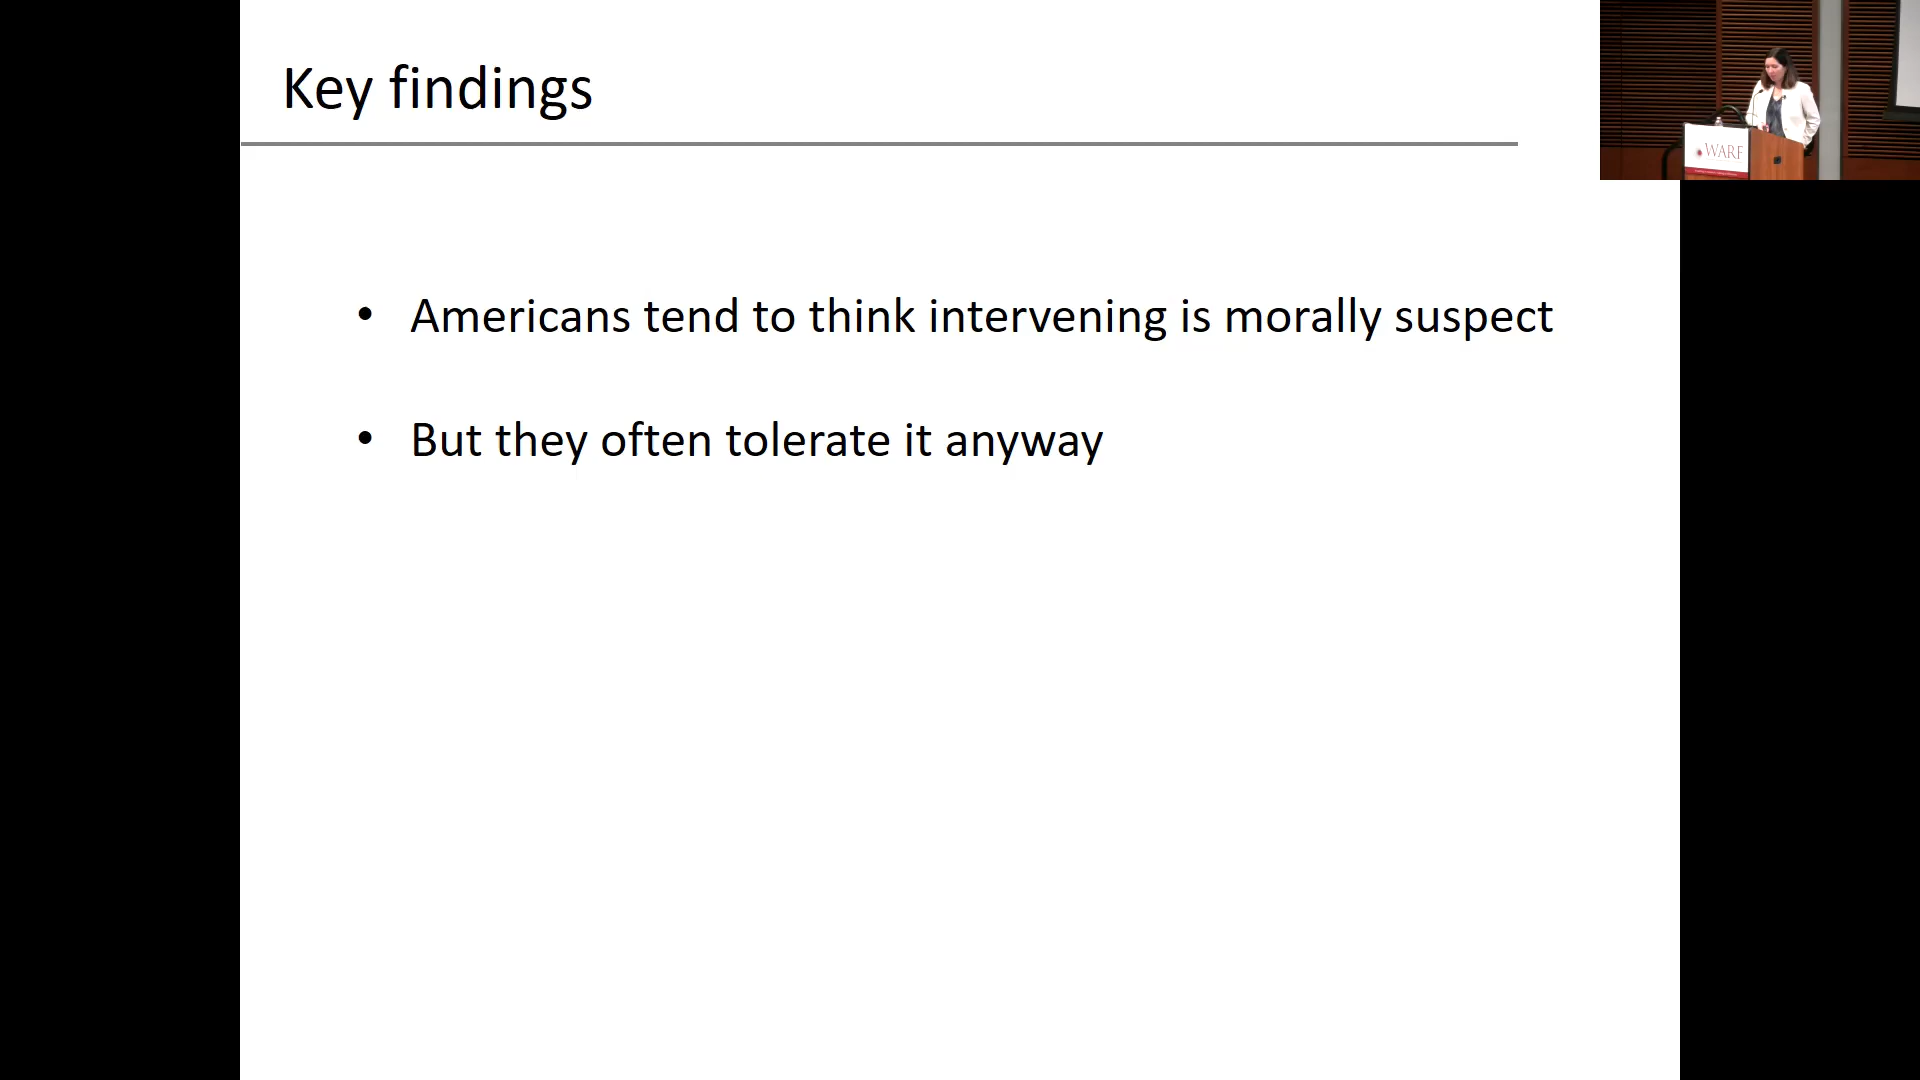 Key findings
• Americans tend to think intervening is morally suspect
• But they often tolerate it anyway
WARF